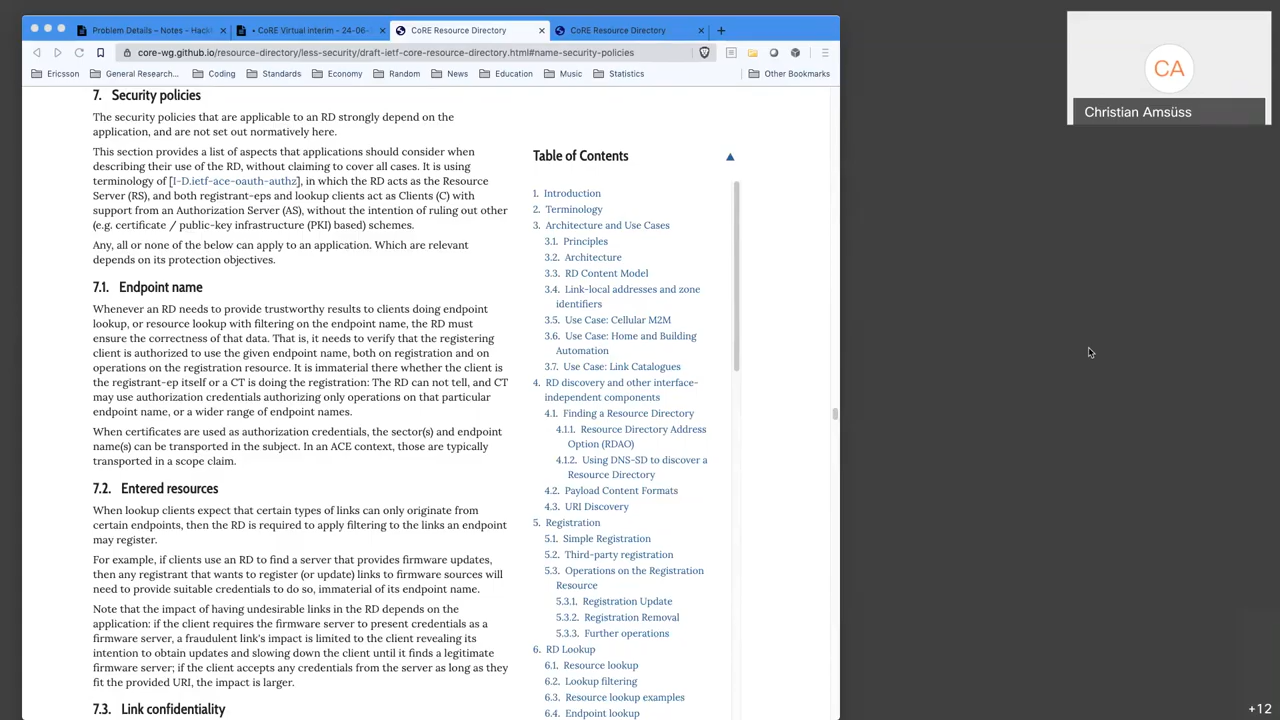 Problem Details – Notes – Hack
• CoRE Virtual interim – 24-06-
CoRE Resource Directory
CoRE Resource Directory
core-wg.github.io/resource-directory/less-security/draft-ietf-core-resource-directory.html#name-security-policies
Ericsson
General Research...
Coding
Standards
Economy
Random
News
Education
Music
Statistics
Other Bookmarks
7. Security policies
The security policies that are applicable to an RD strongly depend on the
application, and are not set out normatively here.
This section provides a list of aspects that applications should consider when
describing their use of the RD, without claiming to cover all cases. It is using
terminology of [I-D.ietf-ace-oauth-authz], in which the RD acts as the Resource
Server (RS), and both registrant-eps and lookup clients act as Clients (C) with
support from an Authorization Server (AS), without the intention of ruling out other
(e.g. certificate / public-key infrastructure (PKI) based) schemes.
Any, all or none of the below can apply to an application. Which are relevant
depends on its protection objectives.
7.1. Endpoint name
Whenever an RD needs to provide trustworthy results to clients doing endpoint
lookup, or resource lookup with filtering on the endpoint name, the RD must
ensure the correctness of that data. That is, it needs to verify that the registering
client is authorized to use the given endpoint name, both on registration and on
operations on the registration resource. It is immaterial there whether the client is
the registrant-ep itself or a CT is doing the registration: The RD can not tell, and CT
may use authorization credentials authorizing only operations on that particular
endpoint name, or a wider range of endpoint names.
When certificates are used as authorization credentials, the sector(s) and endpoint
name(s) can be transported in the subject. In an ACE context, those are typically
transported in a scope claim.
7.2. Entered resources
When lookup clients expect that certain types of links can only originate from
certain endpoints, then the RD is required to apply filtering to the links an endpoint
may register.
For example, if clients use an RD to find a server that provides firmware updates,
then any registrant that wants to register (or update) links to firmware sources will
need to provide suitable credentials to do so, immaterial of its endpoint name.
Note that the impact of having undesirable links in the RD depends on the
application: if the client requires the firmware server to present credentials as a
firmware server, a fraudulent link's impact is limited to the client revealing its
intention to obtain updates and slowing down the client until it finds a legitimate
firmware server; if the client accepts any credentials from the server as long as they
fit the provided URI, the impact is larger.
7.3. Link confidentiality
Table of Contents
1. Introduction
2. Terminology
3. Architecture and Use Cases
3.1. Principles
3.2. Architecture
3.3. RD Content Model
3.4. Link-local addresses and zone
identifiers
3.5. Use Case: Cellular M2M
3.6. Use Case: Home and Building
Automation
3.7. Use Case: Link Catalogues
4. RD discovery and other interface-
independent components
4.1. Finding a Resource Directory
4.1.1. Resource Directory Address
Option (RDAO)
4.1.2. Using DNS-SD to discover a
Resource Directory
4.2. Payload Content Formats
4.3. URI Discovery
5. Registration
5.1. Simple Registration
5.2. Third-party registration
5.3. Operations on the Registration
Resource
5.3.1. Registration Update
5.3.2. Registration Removal
5.3.3. Further operations
6. RD Lookup
6.1. Resource lookup
6.2. Lookup filtering
6.3. Resource lookup examples
6.4. Endpoint lookup
CA
Christian Amsüss
+12